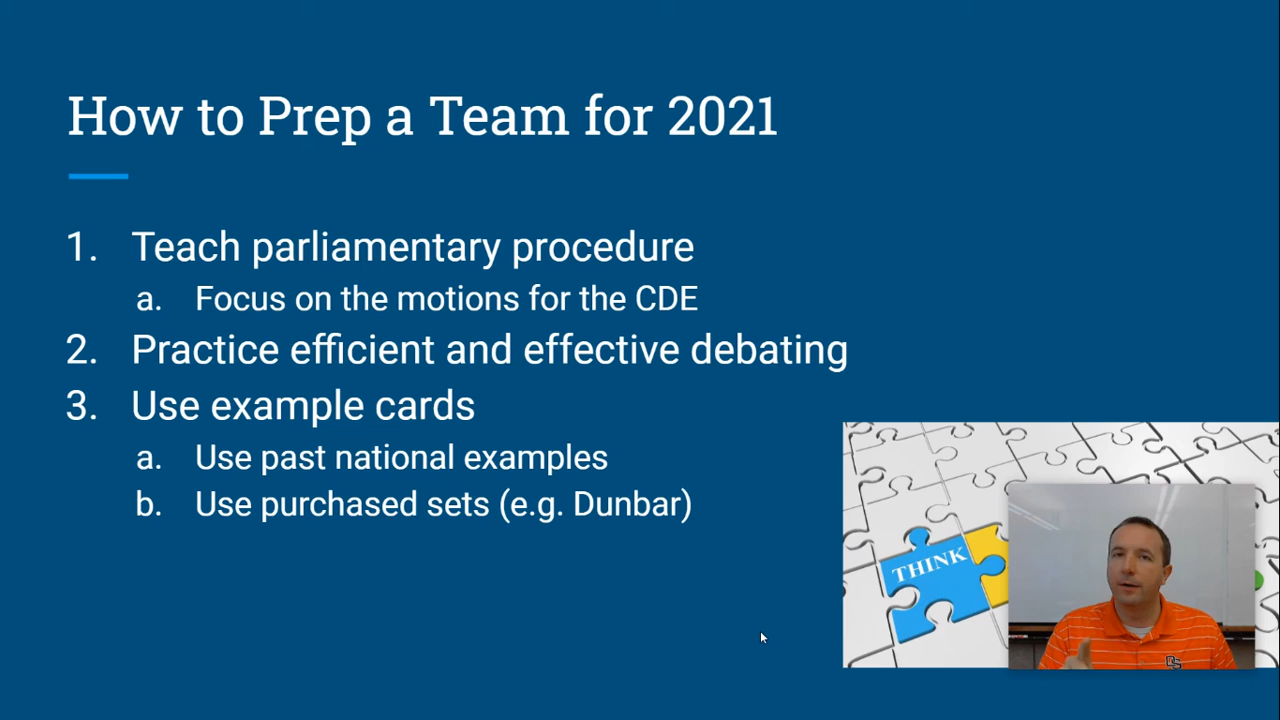 How to Prep a Team for 2021
1. Teach parliamentary procedure
a. Focus on the motions for the CDE
2. Practice efficient and effective debating
3. Use example cards
a. Use past national examples
b. Use purchased sets (e.g. Dunbar)
THINK